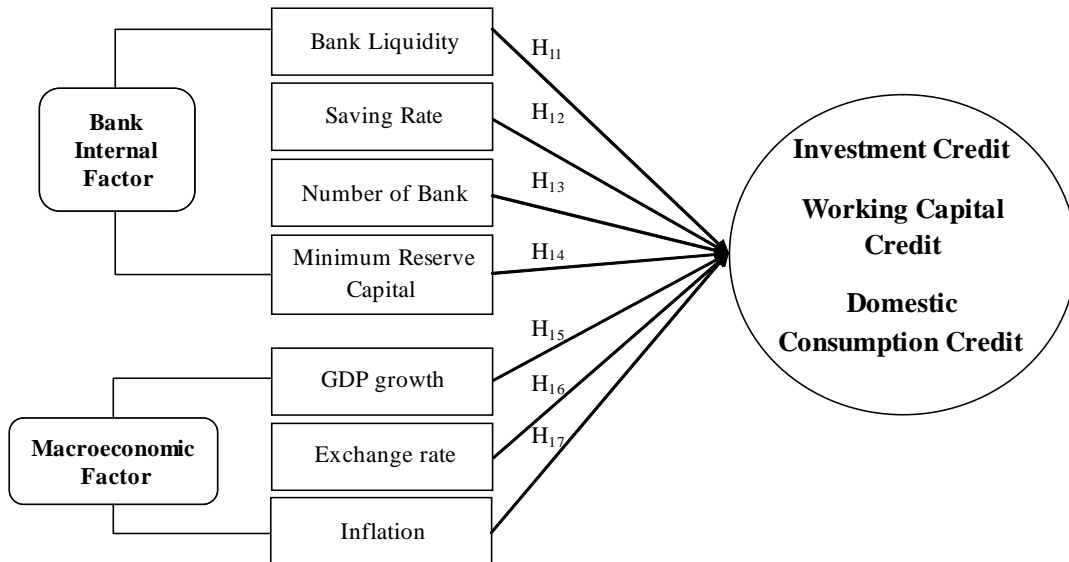 Bank
Internal
Factor
Bank Liquidity
Saving Rate
Number of Bank
Minimum Reserve
Capital
Macroeconomic
Factor
GDP growth
Exchange rate
Inflation
H11
H12
H13
H14
H15
H16
H17
Investment Credit
Working Capital
Credit
Domestic
Consumption Credit